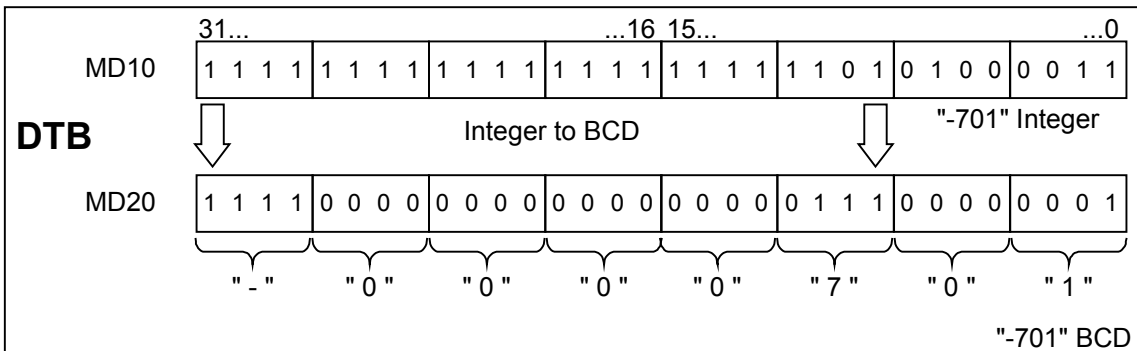 31... ...16 15... ...0
MD10 1 1 1 1 1 1 1 1 1 1 1 1 1 1 1 1 1 1 1 1 1 1 0 1 0 1 0 0 0 0 1 1
DTB Integer to BCD "-701" Integer
MD20 1 1 1 1 0 0 0 0 0 0 0 0 0 0 0 0 0 0 0 0 0 1 1 1 0 0 0 0 0 0 0 1
" - " " 0 " " 0 " " 0 " " 0 " " 7 " " 0 " " 1 "
"-701" BCD